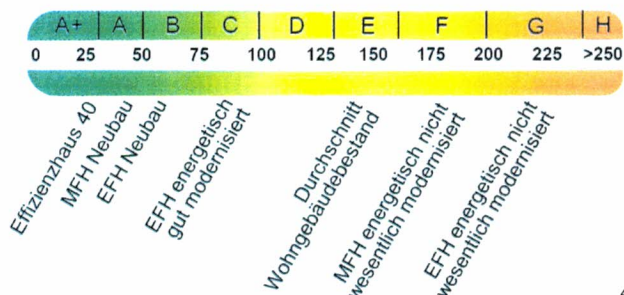 A+ A B C D E F G H
0 25 50 75 100 125 150 175 200 225 >250
Effizienzhaus 40
MFH Neubau
EFH Neubau
EFH energetisch
gut modernisiert
Durchschnitt
Wohngebäudebestand
MFH energetisch nicht
wesentlich modernisiert
EFH energetisch nicht
wesentlich modernisiert